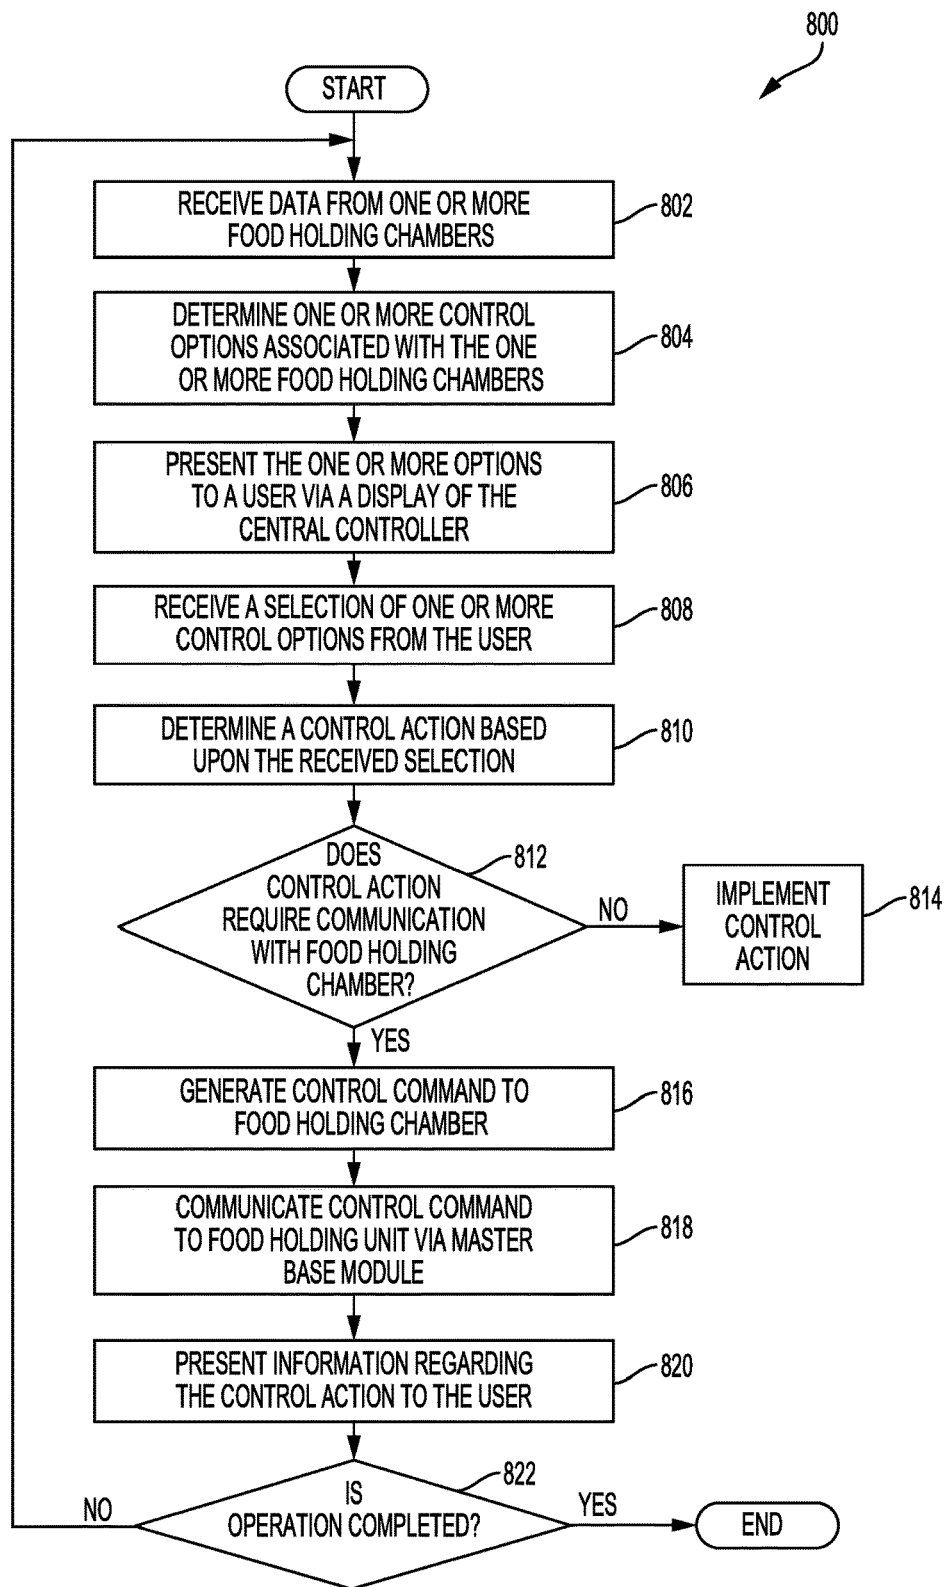 800
START
RECEIVE DATA FROM ONE OR MORE
FOOD HOLDING CHAMBERS
802
DETERMINE ONE OR MORE CONTROL
OPTIONS ASSOCIATED WITH THE ONE
OR MORE FOOD HOLDING CHAMBERS
804
PRESENT THE ONE OR MORE OPTIONS
TO A USER VIA A DISPLAY OF THE
CENTRAL CONTROLLER
806
RECEIVE A SELECTION OF ONE OR MORE
CONTROL OPTIONS FROM THE USER
808
DETERMINE A CONTROL ACTION BASED
UPON THE RECEIVED SELECTION
810
DOES
CONTROL ACTION
REQUIRE COMMUNICATION
WITH FOOD HOLDING
CHAMBER?
812
NO
IMPLEMENT
CONTROL
ACTION
814
YES
GENERATE CONTROL COMMAND TO
FOOD HOLDING CHAMBER
816
COMMUNICATE CONTROL COMMAND
TO FOOD HOLDING UNIT VIA MASTER
BASE MODULE
818
PRESENT INFORMATION REGARDING
THE CONTROL ACTION TO THE USER
820
IS
OPERATION COMPLETED?
822
NO
YES
END